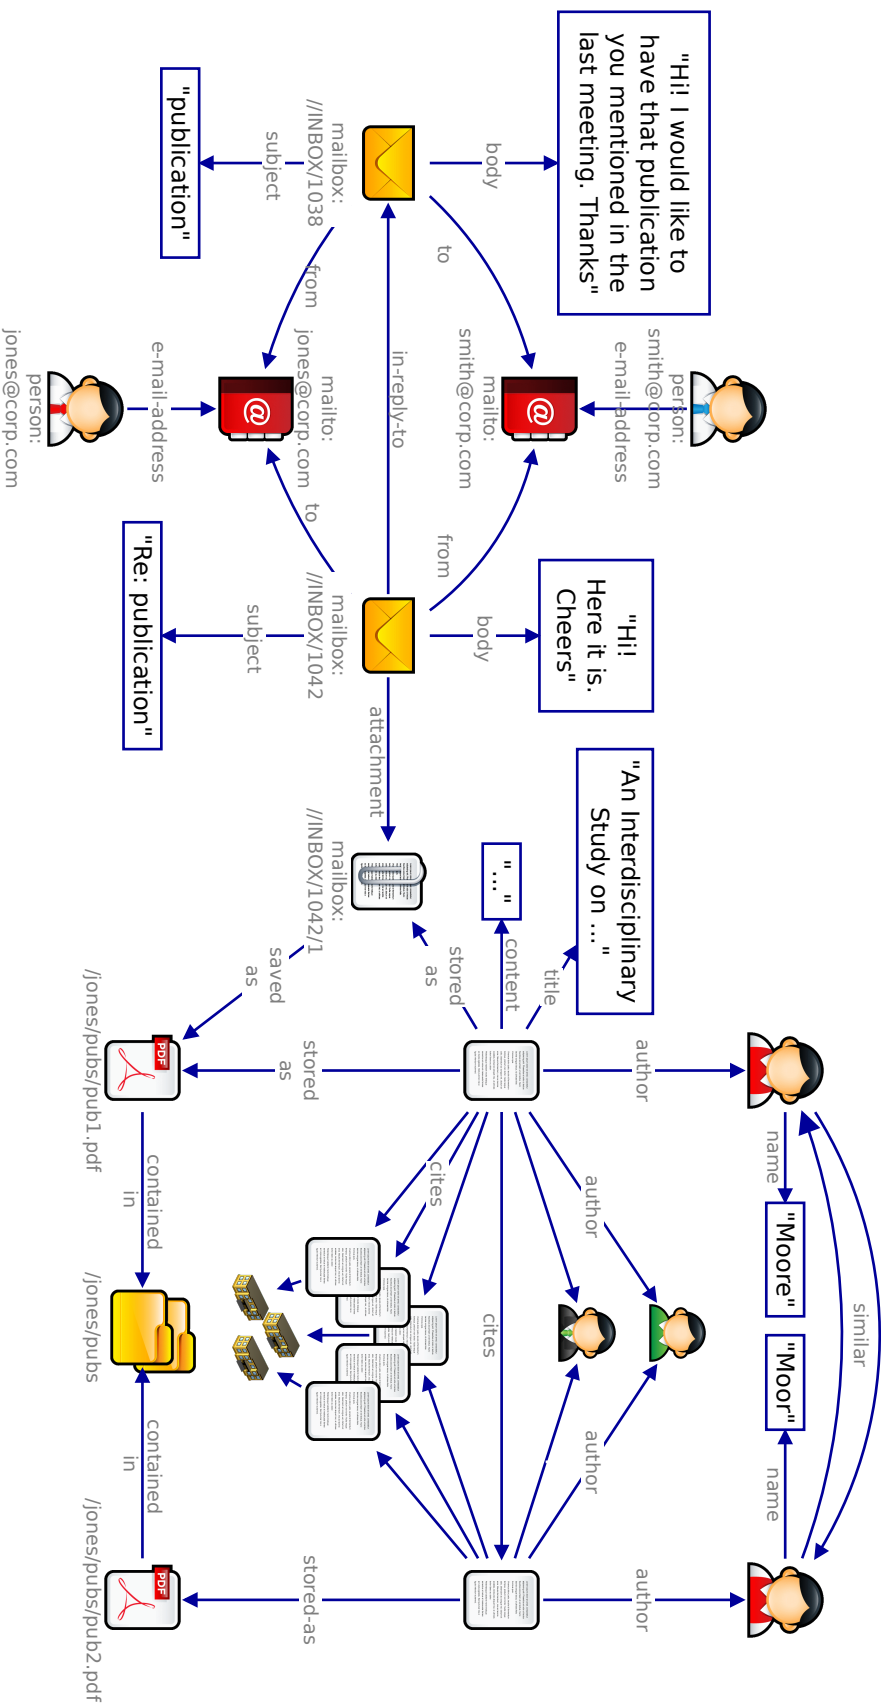 "Hi! I would like to
have that publication
you mentioned in the
last meeting. Thanks"
body
to
mailbox:
//INBOX/1038
subject
"publication"
from
person:
smith@corp.com
e-mail-address
mailto:
smith@corp.com
in-reply-to
mailto:
jones@corp.com
e-mail-address
person:
jones@corp.com
"Hi!
Here it is.
Cheers"
body
from
to
mailbox:
//INBOX/1042
subject
"Re: publication"
attachment
"An Interdisciplinary
Study on ..."
"..."
title
content
stored
as
mailbox:
//INBOX/1042/1
saved
as
author
stored
as
PDF
/jones/pubs/pub1.pdf
name
"Moore"
similar
"Moor"
name
author
author
cites
cites
contained
in
/jones/pubs
contained
in
author
stored-as
PDF
/jones/pubs/pub2.pdf